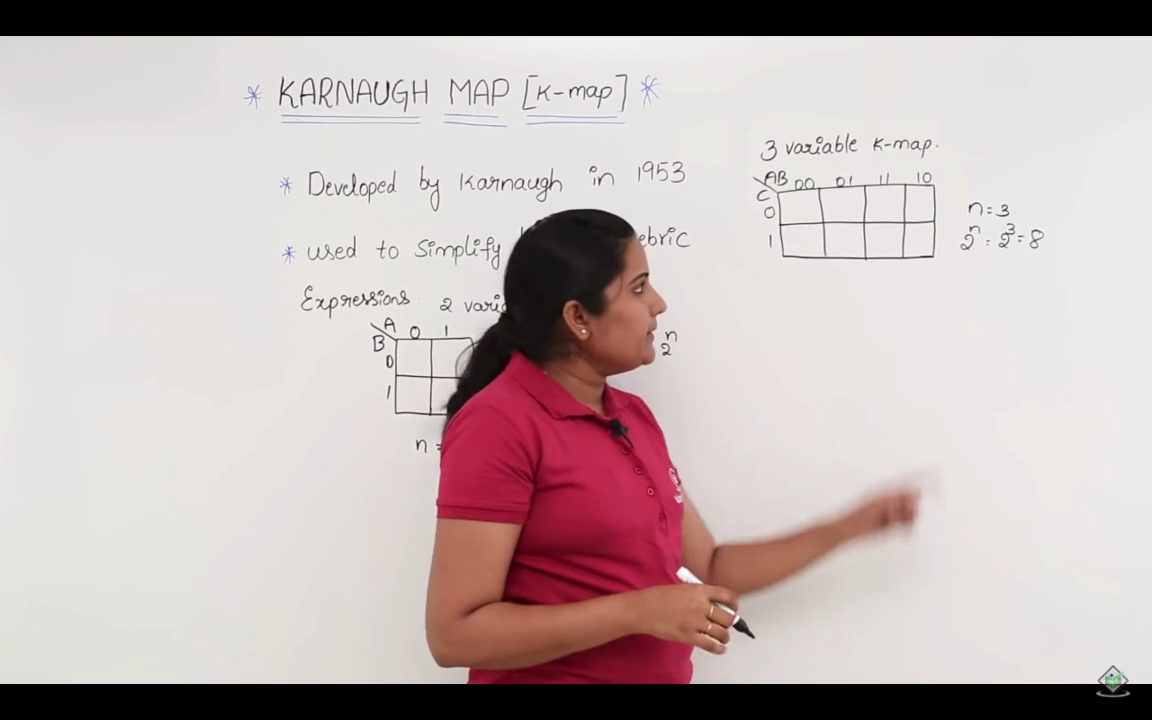 * KARNAUGH MAP [K-map] *
* Developed by Karnaugh in 1953
* used to simplify ebric
Expressions. 2 vari
A 0 1
B
0
1
n =
2^n
3 variable K-map.
AB 00 01 11 10
C
0
1
n = 3
2^n = 2^3 = 8